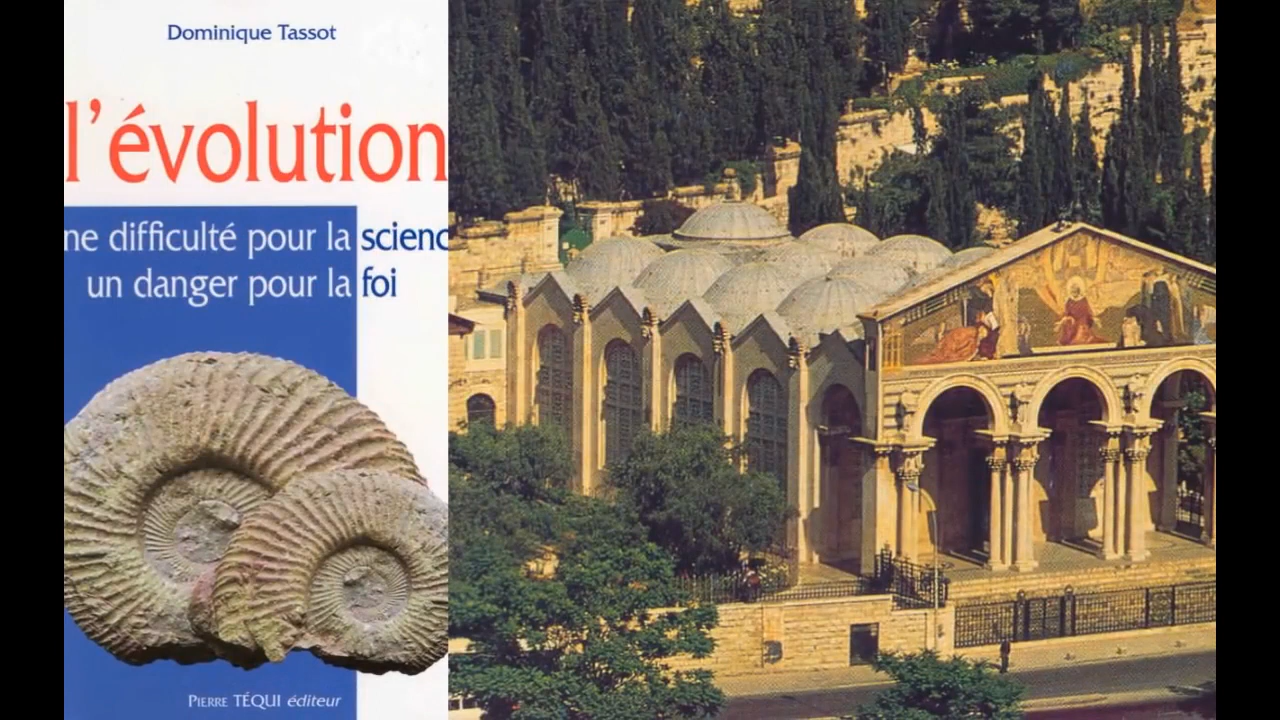 Dominique Tassot
l'évolution
ne difficulté pour la scienc
un danger pour la foi
PIERRE TÉQUI éditeur